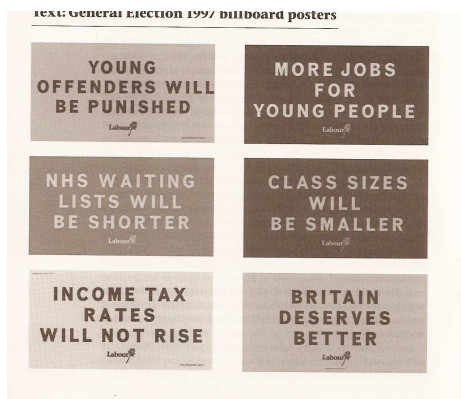 Text: General Election 1997 billboard posters
YOUNG
OFFENDERS WILL
BE PUNISHED
Labour
MORE JOBS
FOR
YOUNG PEOPLE
Labour
NHS WAITING
LISTS WILL
BE SHORTER
Labour
CLASS SIZES
WILL
BE SMALLER
Labour
INCOME TAX
RATES
WILL NOT RISE
Labour
BRITAIN
DESERVES
BETTER
Labour